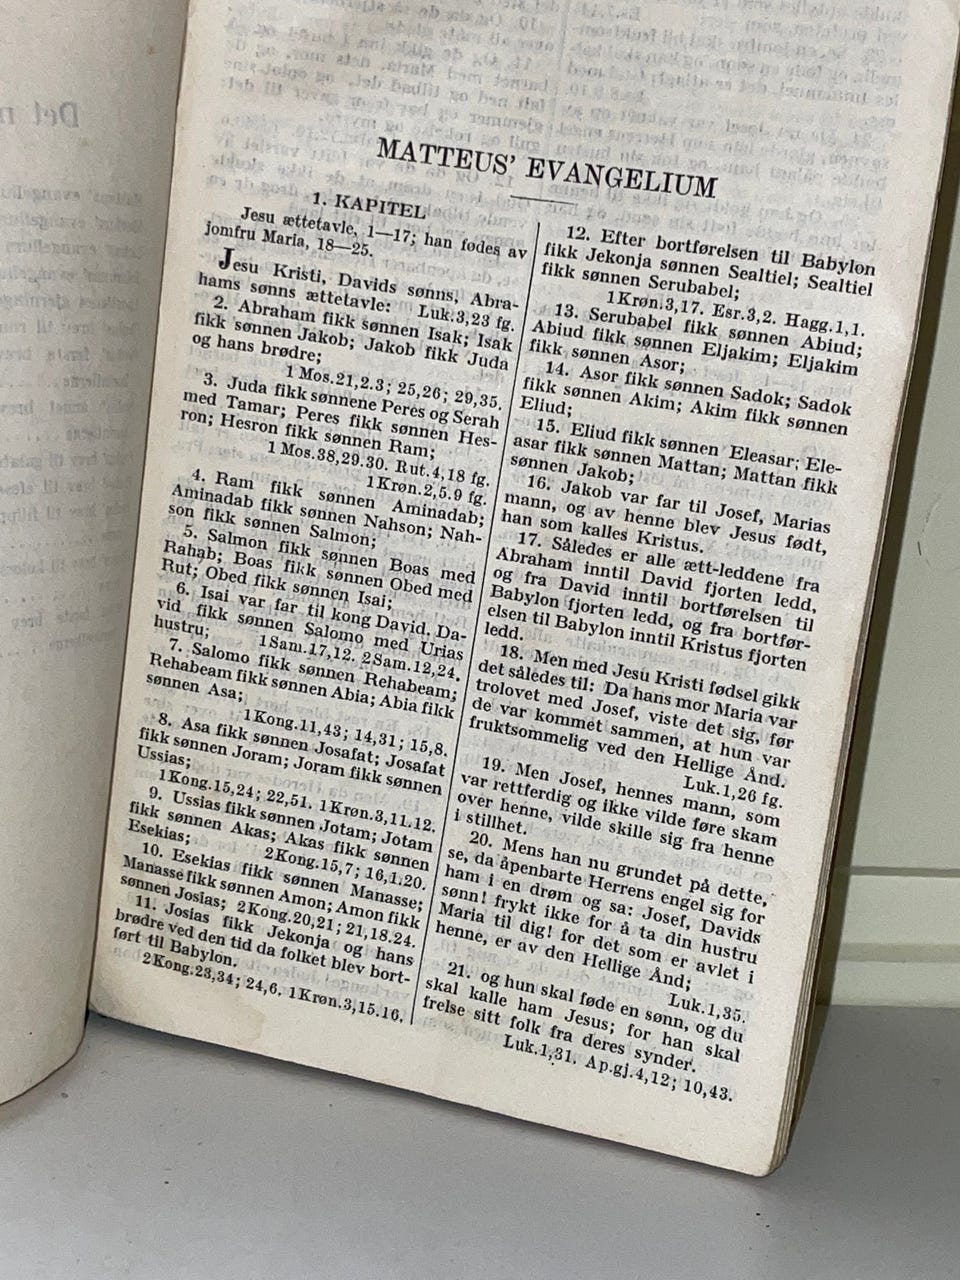 MATTEUS' EVANGELIUM
1. KAPITEL
Jesu ættetavle, 1—17; han fødes av
jomfru Maria, 18—25.
Jesu Kristi, Davids sønns, Abra-
hams sønns ættetavle: Luk.3,23 fg.
2. Abraham fikk sønnen Isak; Isak
fikk sønnen Jakob; Jakob fikk Juda
og hans brødre;
1 Mos.21,2.3; 25,26; 29,35.
3. Juda fikk sønnene Peres og Serah
med Tamar; Peres fikk sønnen Hes-
ron; Hesron fikk sønnen Ram;
1 Mos.38,29.30. Rut.4,18 fg.
1Krøn.2,5.9 fg.
4. Ram fikk sønnen Aminadab;
Aminadab fikk sønnen Nahson; Nah-
son fikk sønnen Salmon;
5. Salmon fikk sønnen Boas med
Rahab; Boas fikk sønnen Obed med
Rut; Obed fikk sønnen Isai;
6. Isai var far til kong David. Da-
vid fikk sønnen Salomo med Urias
hustru; 1Sam.17,12. 2Sam.12,24.
7. Salomo fikk sønnen Rehabeam;
Rehabeam fikk sønnen Abia; Abia fikk
sønnen Asa;
1Kong.11,43; 14,31; 15,8.
8. Asa fikk sønnen Josafat; Josafat
fikk sønnen Joram; Joram fikk sønnen
Ussias;
1Kong.15,24; 22,51. 1Krøn.3,11.12.
9. Ussias fikk sønnen Jotam; Jotam
fikk sønnen Akas; Akas fikk sønnen
Esekias; 2Kong.15,7; 16,1.20.
10. Esekias fikk sønnen Manasse;
Manasse fikk sønnen Amon; Amon fikk
sønnen Josias; 2Kong.20,21; 21,18.24.
11. Josias fikk Jekonja og hans
brødre ved den tid da folket blev bort-
ført til Babylon.
2Kong.23,34; 24,6. 1Krøn.3,15.16.
12. Efter bortførelsen til Babylon
fikk Jekonja sønnen Sealtiel; Sealtiel
fikk sønnen Serubabel;
1Krøn.3,17. Esr.3,2. Hagg.1,1.
13. Serubabel fikk sønnen Abiud;
Abiud fikk sønnen Eljakim; Eljakim
fikk sønnen Asor;
14. Asor fikk sønnen Sadok; Sadok
fikk sønnen Akim; Akim fikk sønnen
Eliud;
15. Eliud fikk sønnen Eleasar; Ele-
asar fikk sønnen Mattan; Mattan fikk
sønnen Jakob;
16. Jakob var far til Josef, Marias
mann, og av henne blev Jesus født,
han som kalles Kristus.
17. Således er alle ætt-leddene fra
Abraham inntil David fjorten ledd,
og fra David inntil bortførelsen til
Babylon fjorten ledd, og fra bortfør-
elsen til Babylon inntil Kristus fjorten
ledd.
18. Men med Jesu Kristi fødsel gikk
det således til: Da hans mor Maria var
trolovet med Josef, viste det sig, før
de var kommet sammen, at hun var
fruktsommelig ved den Hellige Ånd.
Luk.1,26 fg.
19. Men Josef, hennes mann, som
var rettferdig og ikke vilde føre skam
over henne, vilde skille sig fra henne
i stillhet.
20. Mens han nu grundet på dette,
se, da åpenbarte Herrens engel sig for
ham i en drøm og sa: Josef, Davids
sønn! frykt ikke for å ta din hustru
Maria til dig! for det som er avlet i
henne, er av den Hellige Ånd;
Luk.1,35.
21. og hun skal føde en sønn, og du
skal kalle ham Jesus; for han skal
frelse sitt folk fra deres synder.
Luk.1,31. Ap.gj.4,12; 10,43.